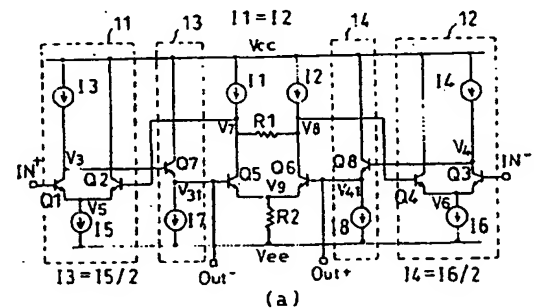 11 13 I1=I2 14 12
Vcc
I3 I1 I2 I4
V7 R1 V8
IN+ V3 Q7 Q8 V4 IN-
Q1 Q2 Q5 Q6 Q4 Q3
V5 V31 V9 V41 V6
I5 I7 R2 I8 I6
Vee
I3=I5/2 Out- Out+ I4=I6/2
(a)